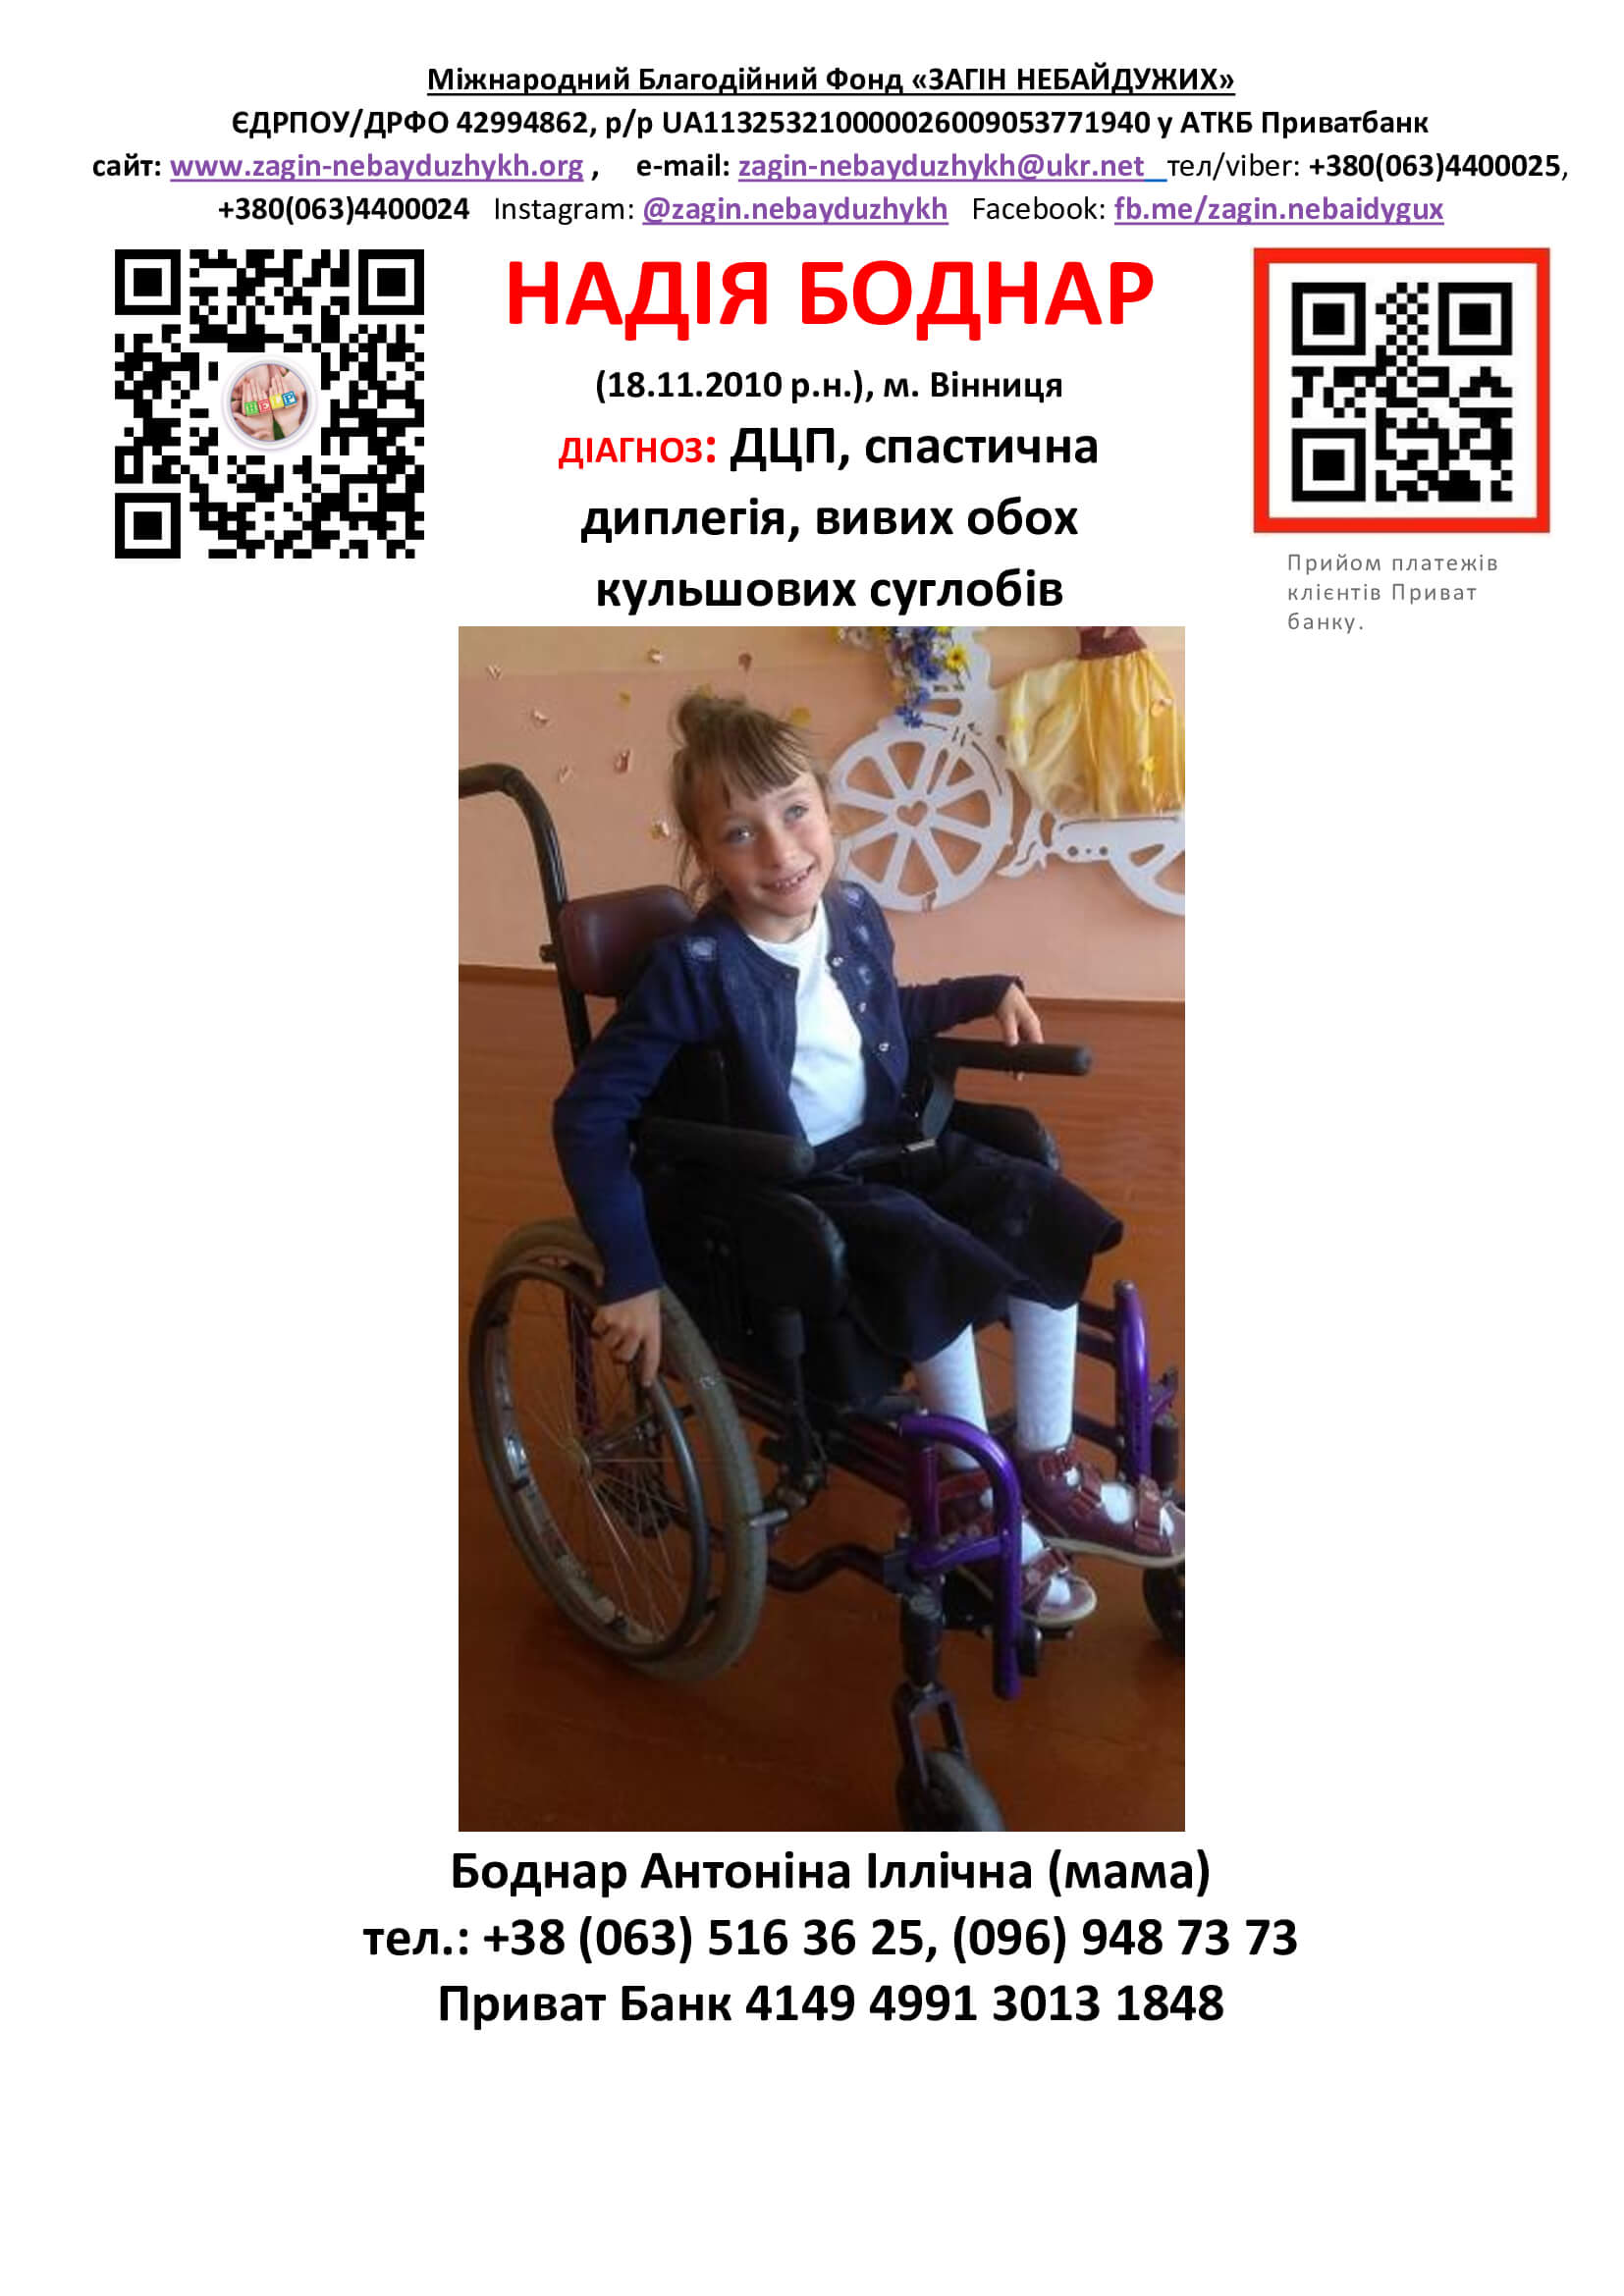 Міжнародний Благодійний Фонд «ЗАГІН НЕБАЙДУЖИХ»
ЄДРПОУ/ДРФО 42994862, р/р UA113253210000026009053771940 у АТКБ Приватбанк
сайт: www.zagin-nebayduzhykh.org , e-mail: zagin-nebayduzhykh@ukr.net тел/viber: +380(063)4400025,
+380(063)4400024 Instagram: @zagin.nebayduzhykh Facebook: fb.me/zagin.nebaidygux
НАДІЯ БОДНАР
(18.11.2010 р.н.), м. Вінниця
ДІАГНОЗ: ДЦП, спастична
диплегія, вивих обох
кульшових суглобів
HELP
Прийом платежів
клієнтів Приват
банку.
Боднар Антоніна Іллічна (мама)
тел.: +38 (063) 516 36 25, (096) 948 73 73
Приват Банк 4149 4991 3013 1848